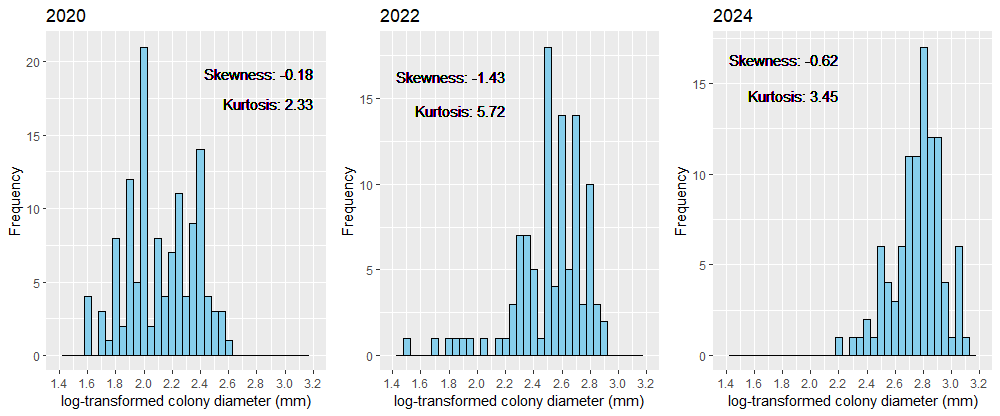 2020
Skewness: -0.18
Kurtosis: 2.33
Frequency
20
15
10
5
0
1.4 1.6 1.8 2.0 2.2 2.4 2.6 2.8 3.0 3.2
log-transformed colony diameter (mm)
2022
Skewness: -1.43
Kurtosis: 5.72
Frequency
15
10
5
0
1.4 1.6 1.8 2.0 2.2 2.4 2.6 2.8 3.0 3.2
log-transformed colony diameter (mm)
2024
Skewness: -0.62
Kurtosis: 3.45
Frequency
15
10
5
0
1.4 1.6 1.8 2.0 2.2 2.4 2.6 2.8 3.0 3.2
log-transformed colony diameter (mm)